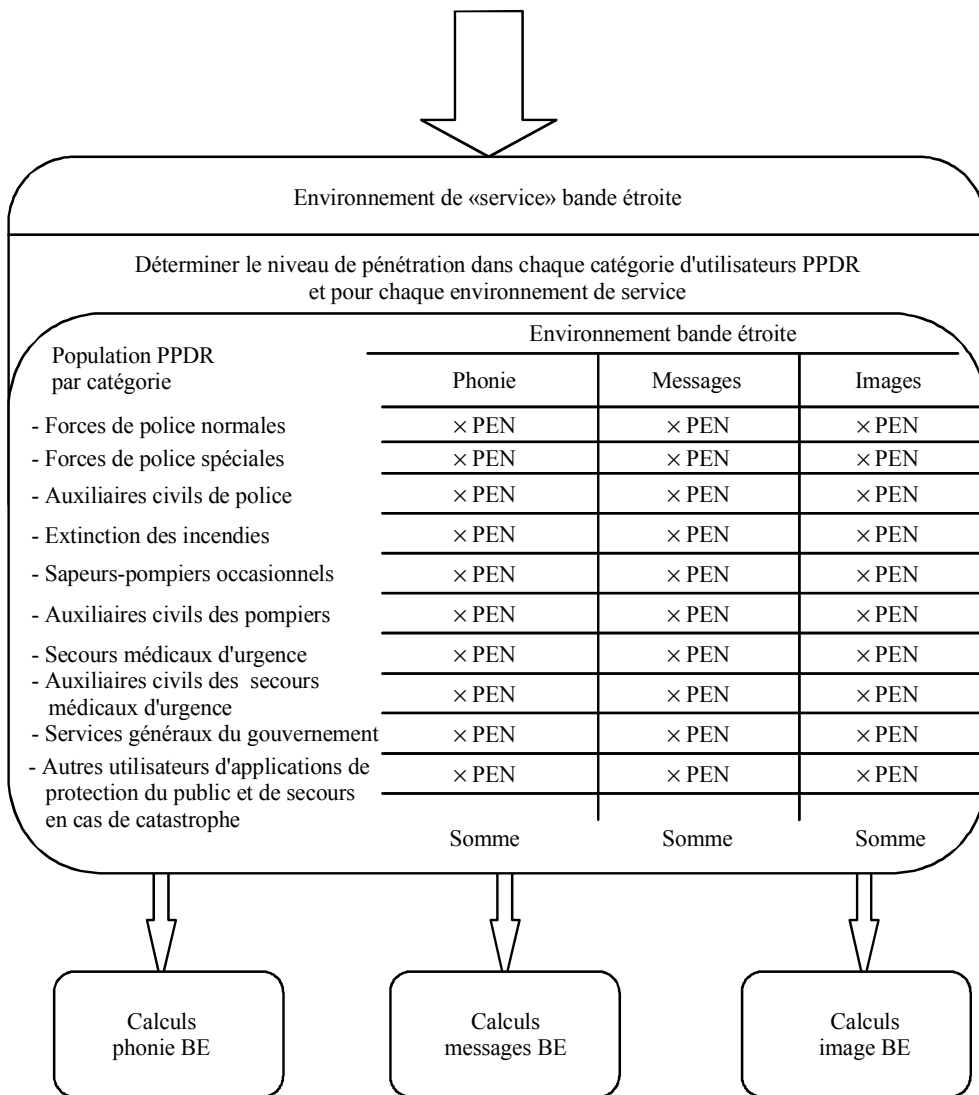 Environnement de «service» bande étroite
Déterminer le niveau de pénétration dans chaque catégorie d'utilisateurs PPDR
et pour chaque environnement de service
Population PPDR
par catégorie
Environnement bande étroite
Phonie Messages Images
- Forces de police normales × PEN × PEN × PEN
- Forces de police spéciales × PEN × PEN × PEN
- Auxiliaires civils de police × PEN × PEN × PEN
- Extinction des incendies × PEN × PEN × PEN
- Sapeurs-pompiers occasionnels × PEN × PEN × PEN
- Auxiliaires civils des pompiers × PEN × PEN × PEN
- Secours médicaux d'urgence × PEN × PEN × PEN
- Auxiliaires civils des secours
médicaux d'urgence × PEN × PEN × PEN
- Services généraux du gouvernement × PEN × PEN × PEN
- Autres utilisateurs d'applications de × PEN × PEN × PEN
protection du public et de secours
en cas de catastrophe
Somme Somme Somme
Calculs
phonie BE
Calculs
messages BE
Calculs
image BE